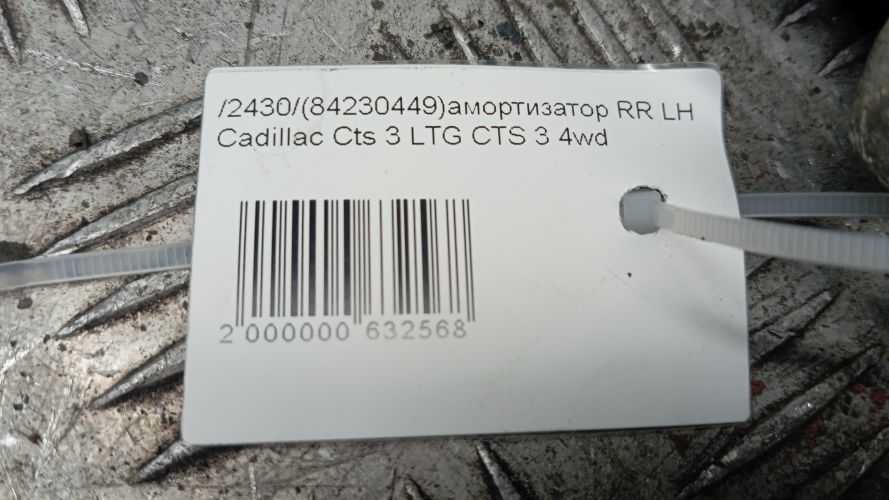 /2430/(84230449)амортизатор RR LH
Cadillac Cts 3 LTG CTS 3 4wd
2 000000 632568